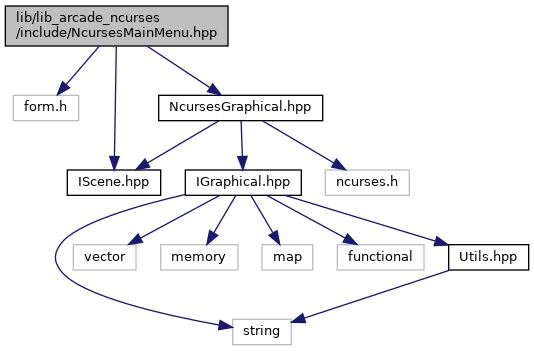 lib/lib_arcade_ncurses
/include/NcursesMainMenu.hpp
form.h
NcursesGraphical.hpp
IScene.hpp
IGraphical.hpp
ncurses.h
vector
memory
map
functional
Utils.hpp
string